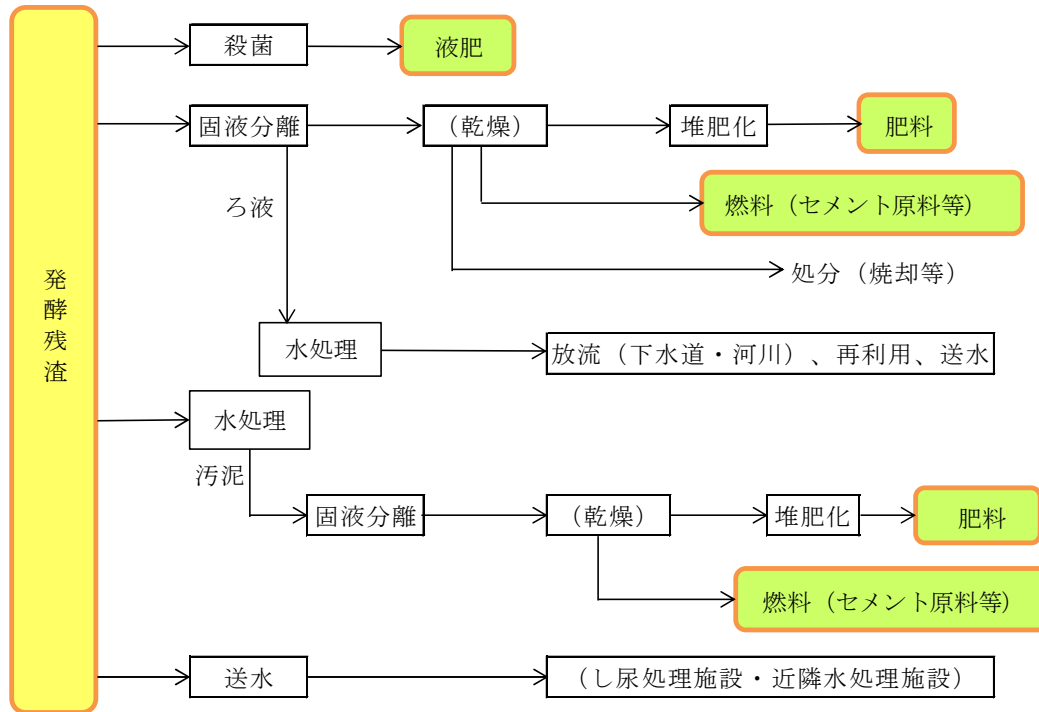 発酵残渣
殺菌
液肥
固液分離
（乾燥）
堆肥化
肥料
ろ液
燃料（セメント原料等）
処分（焼却等）
水処理
放流（下水道・河川）、再利用、送水
水処理
汚泥
固液分離
（乾燥）
堆肥化
肥料
燃料（セメント原料等）
送水
（し尿処理施設・近隣水処理施設）